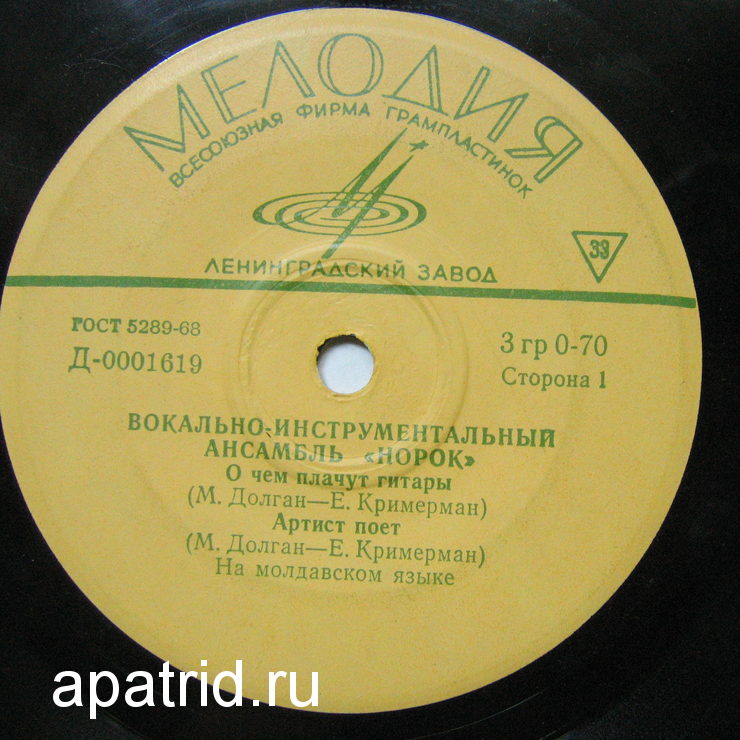 МЕЛОДИЯ
ВСЕСОЮЗНАЯ ФИРМА ГРАМПЛАСТИНОК
ЛЕНИНГРАДСКИЙ ЗАВОД
33
ГОСТ 5289-68
Д-0001619
3 гр 0-70
Сторона 1
ВОКАЛЬНО-ИНСТРУМЕНТАЛЬНЫЙ
АНСАМБЛЬ «НОРОК»
О чем плачут гитары
(М. Долган—Е. Кримерман)
Артист поет
(М. Долган—Е. Кримерман)
На молдавском языке
apatrid.ru